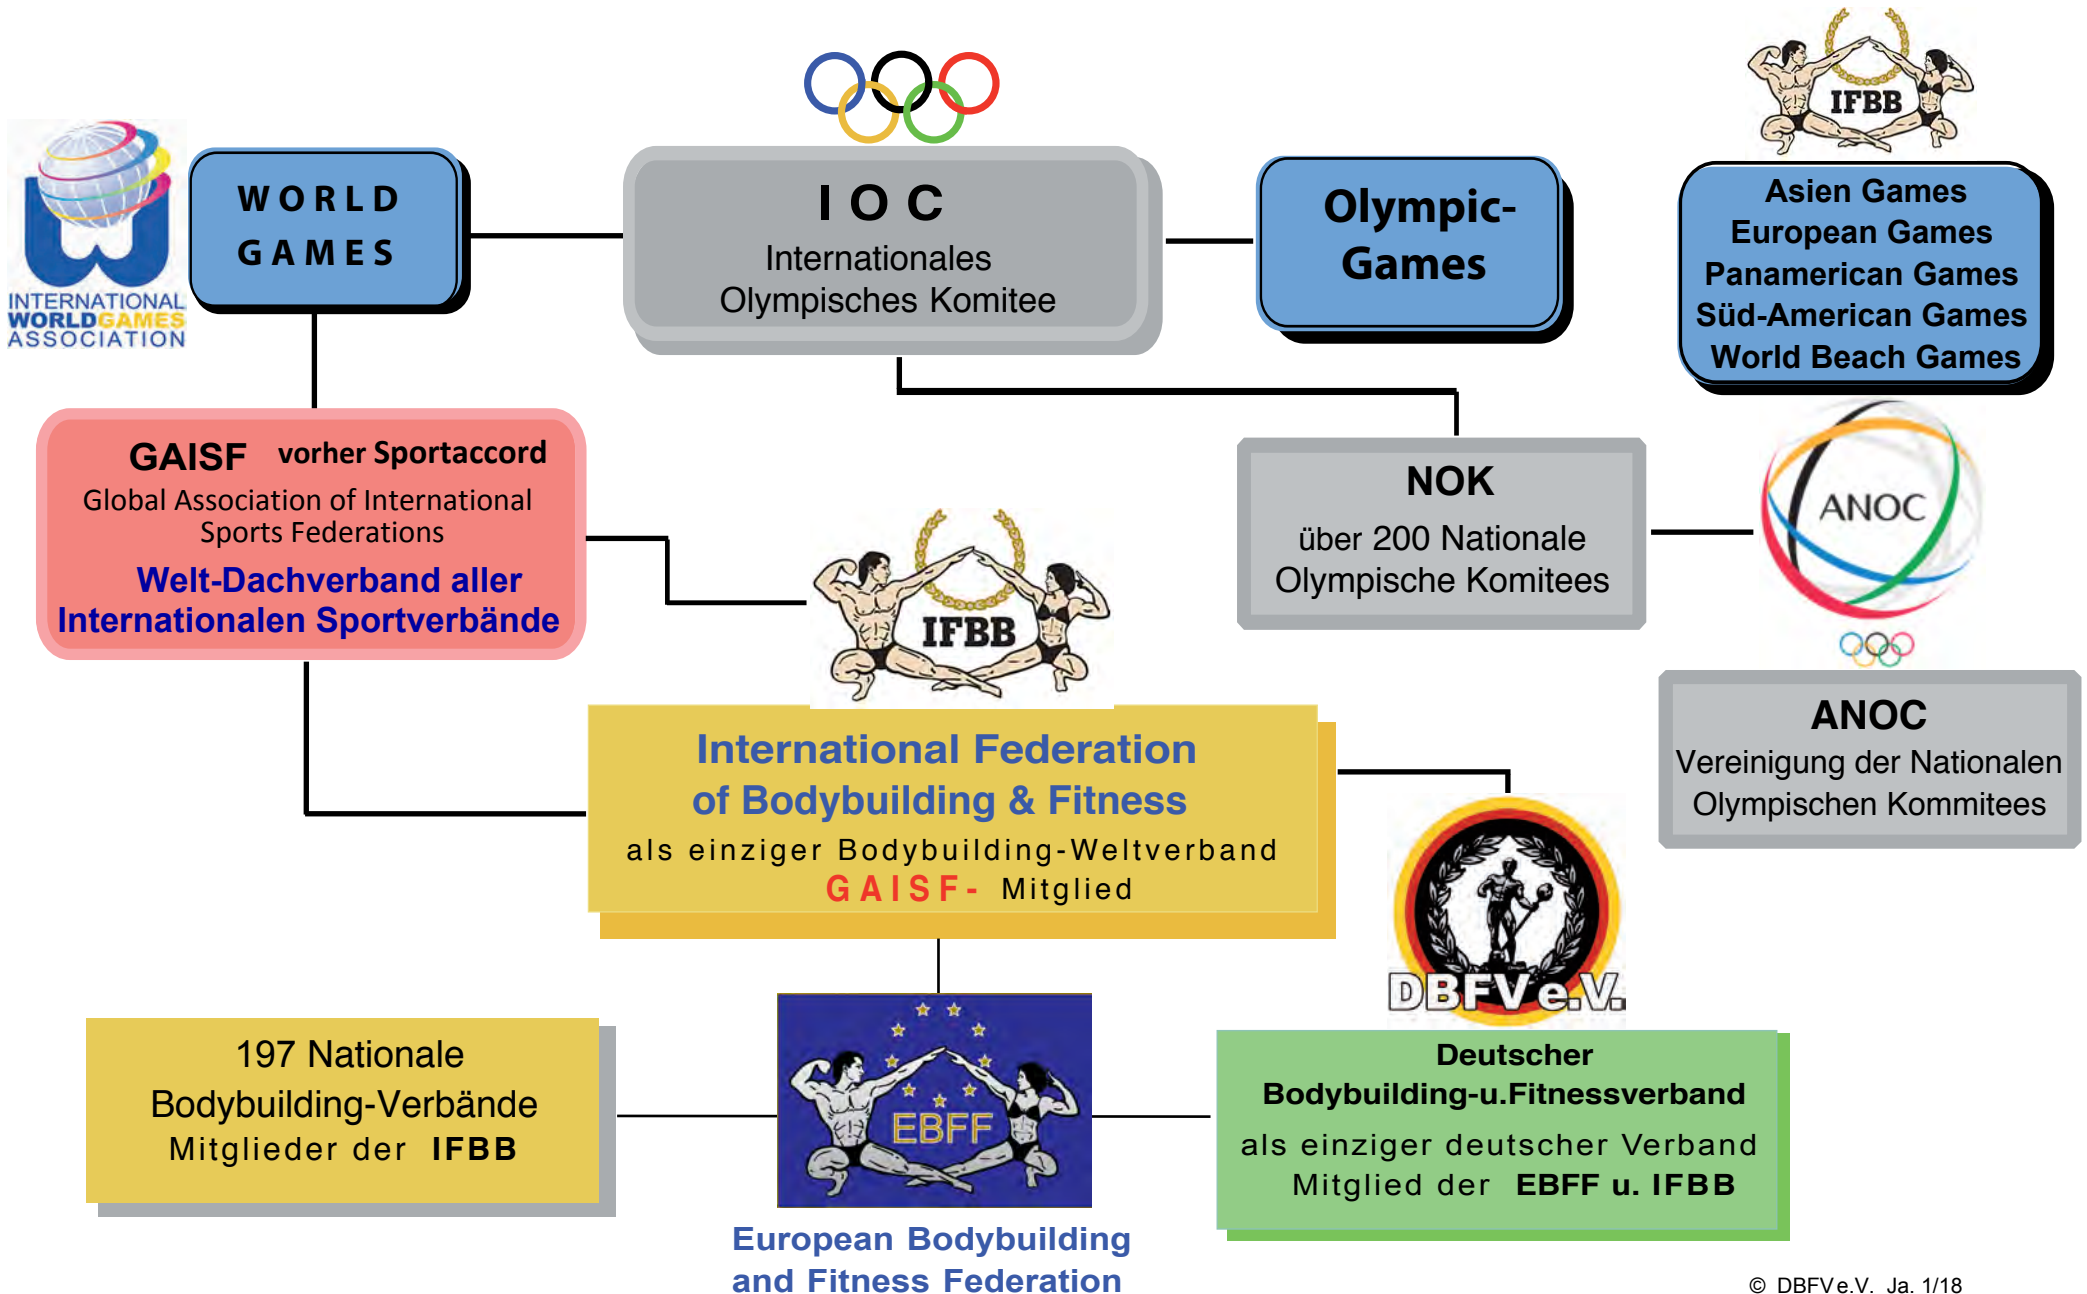 IFBB
INTERNATIONAL
WORLDGAMES
ASSOCIATION
WORLD
GAMES
IOC
Internationales
Olympisches Komitee
Olympic-
Games
Asien Games
European Games
Panamerican Games
Süd-American Games
World Beach Games
GAISF vorher Sportaccord
Global Association of International
Sports Federations
Welt-Dachverband aller
Internationalen Sportverbände
IFBB
NOK
über 200 Nationale
Olympische Komitees
ANOC
ANOC
Vereinigung der Nationalen
Olympischen Kommitees
International Federation
of Bodybuilding & Fitness
als einziger Bodybuilding-Weltverband
GAISF- Mitglied
DBFV e.V.
197 Nationale
Bodybuilding-Verbände
Mitglieder der IFBB
EBFF
European Bodybuilding
and Fitness Federation
Deutscher
Bodybuilding-u.Fitnessverband
als einziger deutscher Verband
Mitglied der EBFF u. IFBB
© DBFV e.V. Ja. 1/18